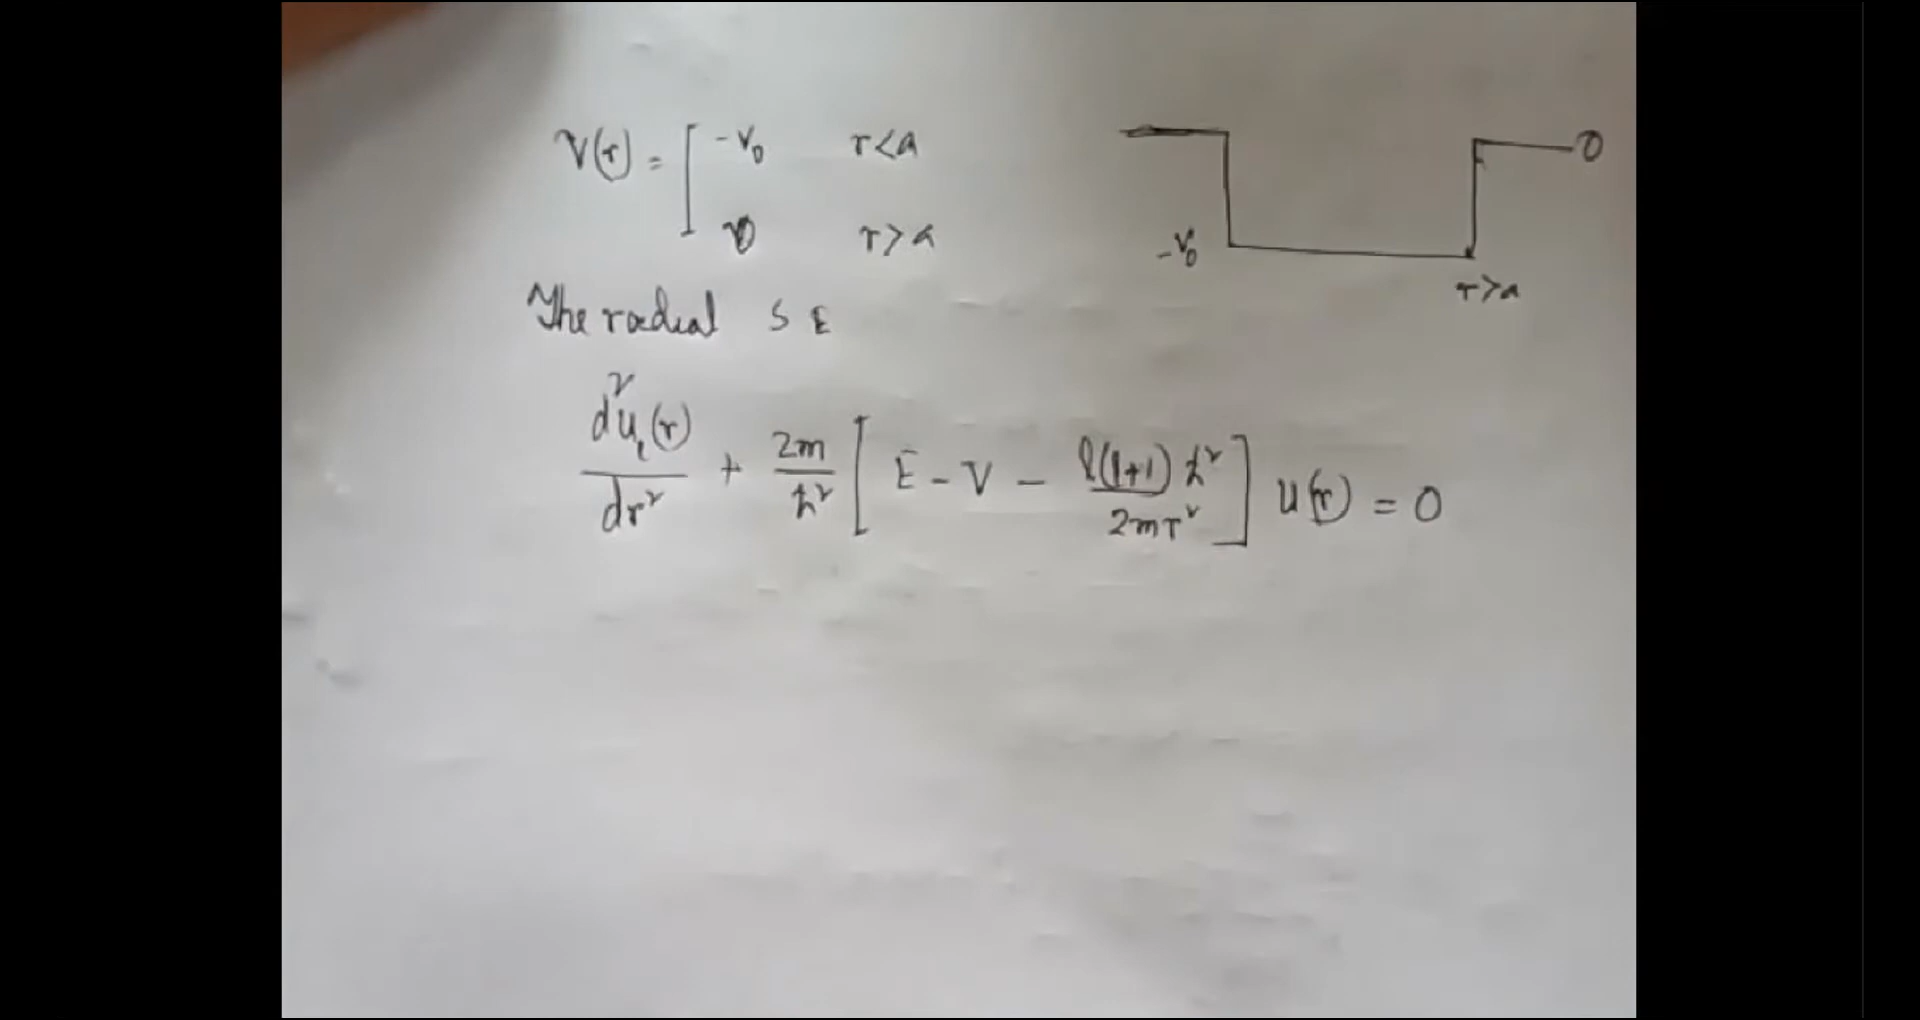 V(r) = [ -V₀ r<a
0 r>a
0
-V₀
r>a
The radial S E
d²u_l(r)/dr² + 2m/ħ² [ E - V - l(l+1)ħ²/2mr² ] u(r) = 0